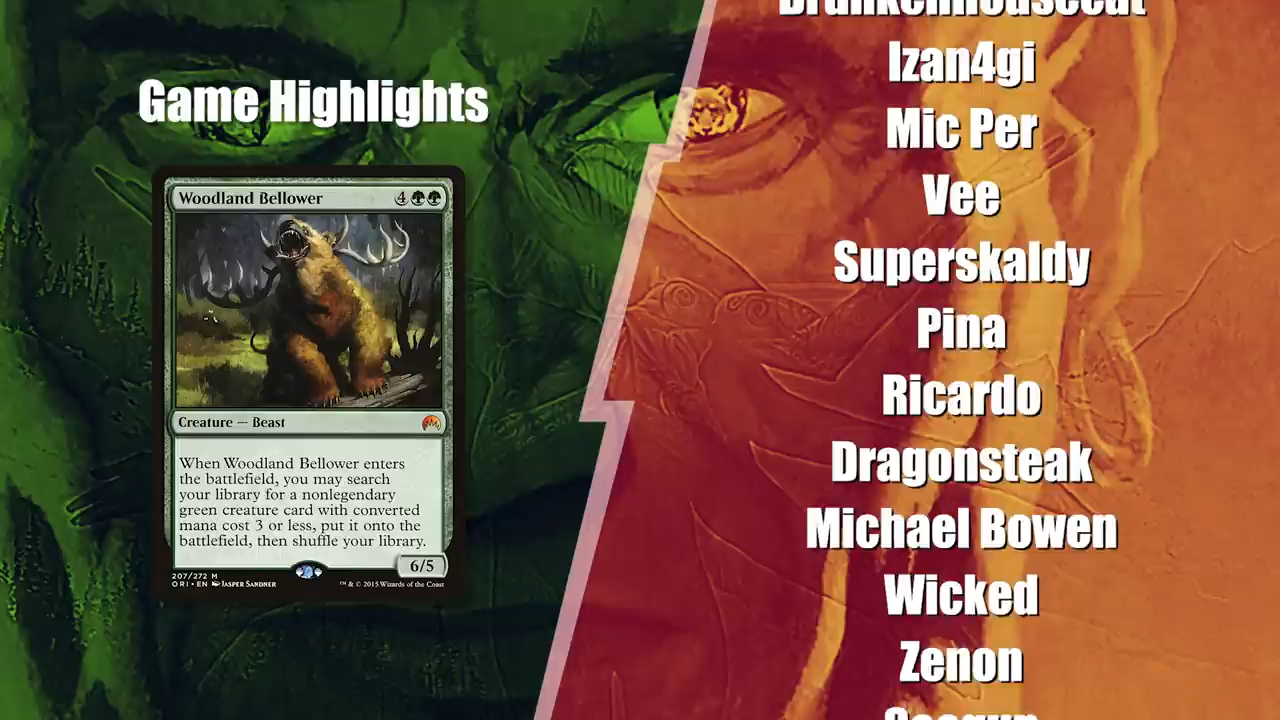 Game Highlights
Woodland Bellower 4
Creature — Beast
When Woodland Bellower enters
the battlefield, you may search
your library for a nonlegendary
green creature card with converted
mana cost 3 or less, put it onto the
battlefield, then shuffle your library.
6/5
207/272 M
ORI • EN JASPER SANDNER
™ & © 2015 Wizards of the Coast
Drunkenhousecat
Izan4gi
Mic Per
Vee
Superskaldy
Pina
Ricardo
Dragonsteak
Michael Bowen
Wicked
Zenon